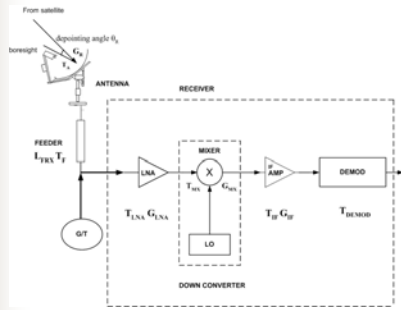 From satellite
depointing angle θR
boresight
GR
TA
ANTENNA
RECEIVER
FEEDER
LFRX TF
MIXER
LNA
X
IF
AMP
DEMOD
TMX
GMX
G/T
TLNA GLNA
TIF GIF
TDEMOD
LO
DOWN CONVERTER